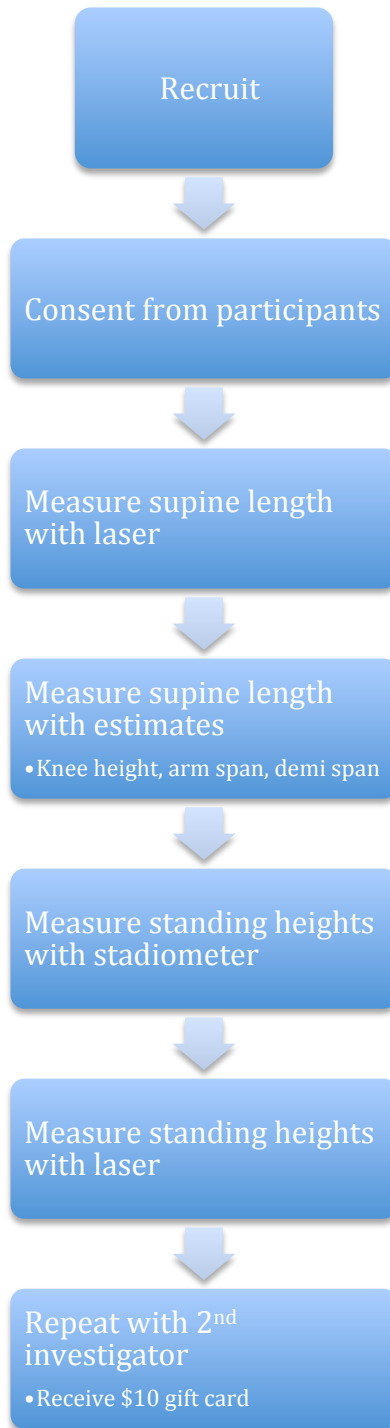 Recruit
Consent from participants
Measure supine length
with laser
Measure supine length
with estimates
•Knee height, arm span, demi span
Measure standing heights
with stadiometer
Measure standing heights
with laser
Repeat with 2nd
investigator
•Receive $10 gift card